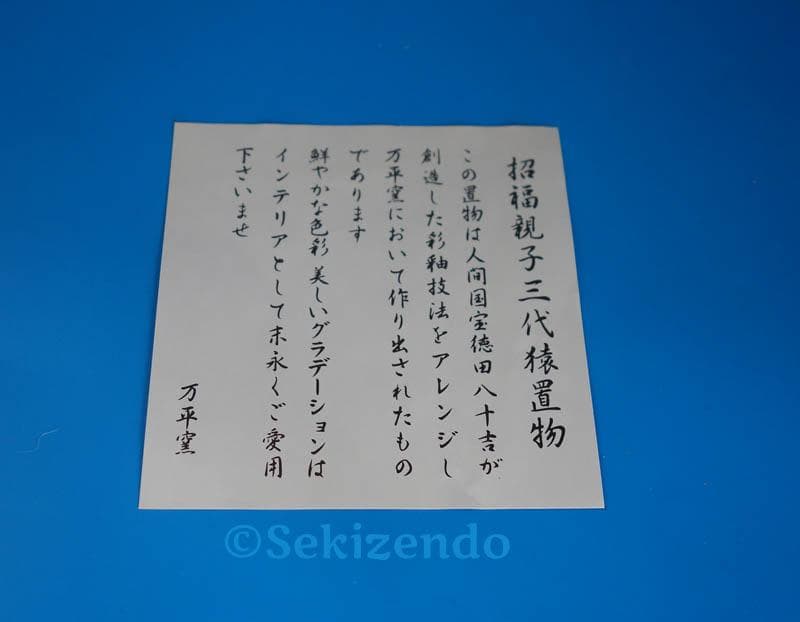 招福親子三代猿置物
この置物は人間国宝徳田八十吉が
創造した彩釉技法をアレンジし
万平窯において作り出されたもの
であります
鮮やかな色彩 美しいグラデーションは
インテリアとして末永くご愛用
下さいませ
万平窯
©Sekizendo